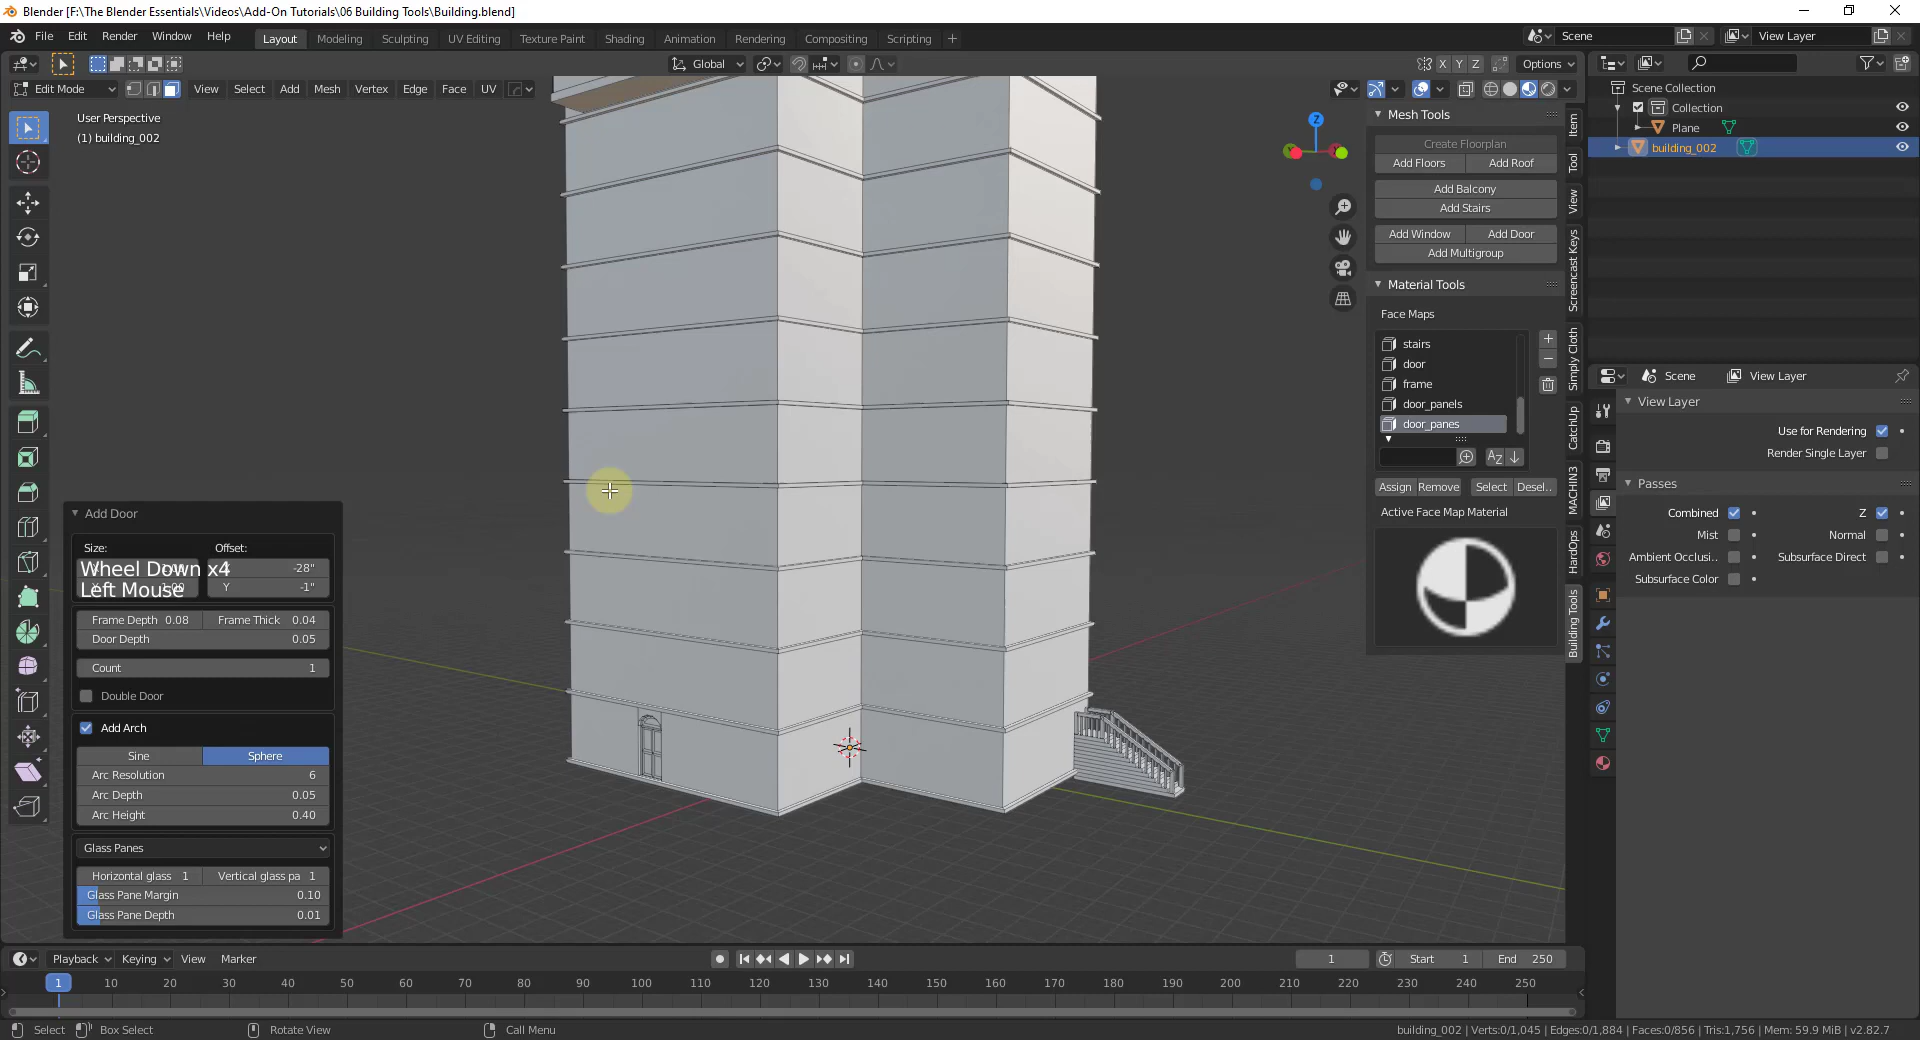 Blender [F:\The Blender Essentials\Videos\Add-On Tutorials\06 Building Tools\Building.blend]
File Edit Render Window Help
Layout Modeling Sculpting UV Editing Texture Paint Shading Animation Rendering Compositing Scripting +
Scene View Layer
Global X Y Z Options
Edit Mode View Select Add Mesh Vertex Edge Face UV
User Perspective
(1) building_002
Z
Mesh Tools
Create Floorplan
Add Floors Add Roof
Add Balcony
Add Stairs
Add Window Add Door
Add Multigroup
Material Tools
Face Maps
stairs
door
frame
door_panels
door_panes
Assign Remove Select Desel..
Active Face Map Material
Item
Tool
View
Screencast Keys
Simply Cloth
CatchUp
MACHIN3
HardOps
Building Tools
Scene Collection
Collection
Plane
building_002
Scene View Layer
View Layer
Use for Rendering
Render Single Layer
Passes
Combined Z
Mist Normal
Ambient Occlusi.. Subsurface Direct
Subsurface Color
Add Door
Size: Offset:
Wheel Down x4
-28"
Left Mouse
Y -1"
Frame Depth 0.08 Frame Thick 0.04
Door Depth 0.05
Count 1
Double Door
Add Arch
Sine Sphere
Arc Resolution 6
Arc Depth 0.05
Arc Height 0.40
Glass Panes
Horizontal glass 1 Vertical glass pa 1
Glass Pane Margin 0.10
Glass Pane Depth 0.01
Playback Keying View Marker
1 Start 1 End 250
1 10 20 30 40 50 60 70 80 90 100 110 120 130 140 150 160 170 180 190 200 210 220 230 240 250
Select Box Select Rotate View Call Menu
building_002 | Verts:0/1,045 | Edges:0/1,884 | Faces:0/856 | Tris:1,756 | Mem: 59.9 MiB | v2.82.7